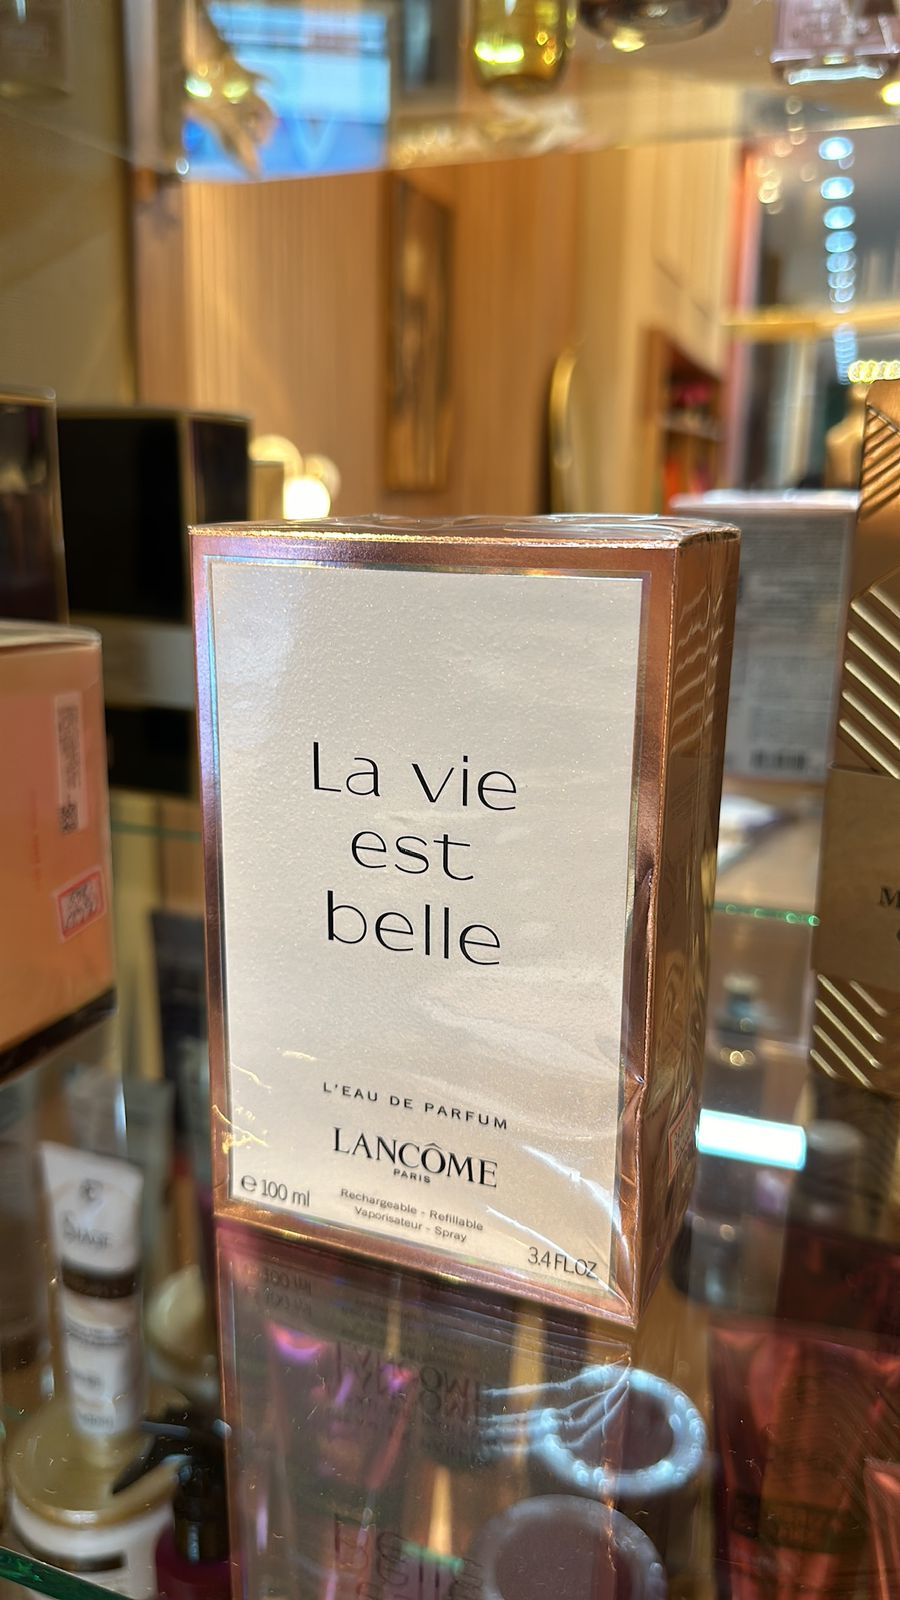 La vie
est
belle
L'EAU DE PARFUM
LANCÔME
PARIS
Rechargeable - Refillable
Vaporisateur - Spray
e 100 ml
3.4 FL.OZ